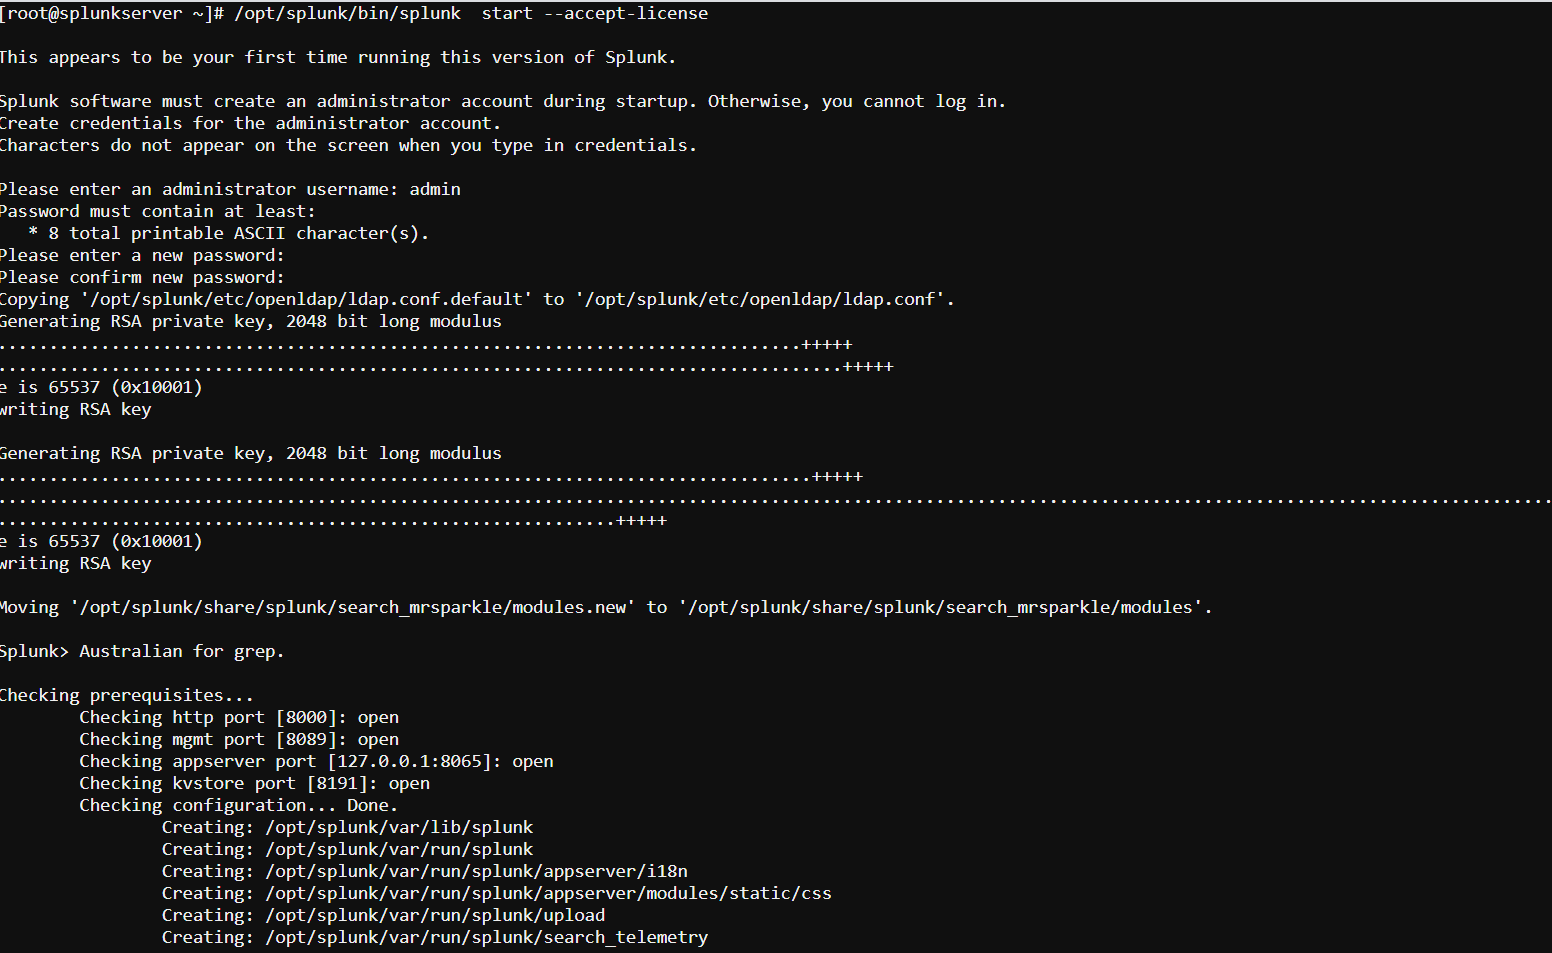 [root@splunkserver ~]# /opt/splunk/bin/splunk  start --accept-license
This appears to be your first time running this version of Splunk.
Splunk software must create an administrator account during startup. Otherwise, you cannot log in.
Create credentials for the administrator account.
Characters do not appear on the screen when you type in credentials.
Please enter an administrator username: admin
Password must contain at least:
   * 8 total printable ASCII character(s).
Please enter a new password:
Please confirm new password:
Copying '/opt/splunk/etc/openldap/ldap.conf.default' to '/opt/splunk/etc/openldap/ldap.conf'.
Generating RSA private key, 2048 bit long modulus
..............................................................................+++++
..................................................................................+++++
e is 65537 (0x10001)
writing RSA key
Generating RSA private key, 2048 bit long modulus
...............................................................................+++++
.......................................................................................................................................................
............................................................+++++
e is 65537 (0x10001)
writing RSA key
Moving '/opt/splunk/share/splunk/search_mrsparkle/modules.new' to '/opt/splunk/share/splunk/search_mrsparkle/modules'.
Splunk> Australian for grep.
Checking prerequisites...
        Checking http port [8000]: open
        Checking mgmt port [8089]: open
        Checking appserver port [127.0.0.1:8065]: open
        Checking kvstore port [8191]: open
        Checking configuration... Done.
                Creating: /opt/splunk/var/lib/splunk
                Creating: /opt/splunk/var/run/splunk
                Creating: /opt/splunk/var/run/splunk/appserver/i18n
                Creating: /opt/splunk/var/run/splunk/appserver/modules/static/css
                Creating: /opt/splunk/var/run/splunk/upload
                Creating: /opt/splunk/var/run/splunk/search_telemetry